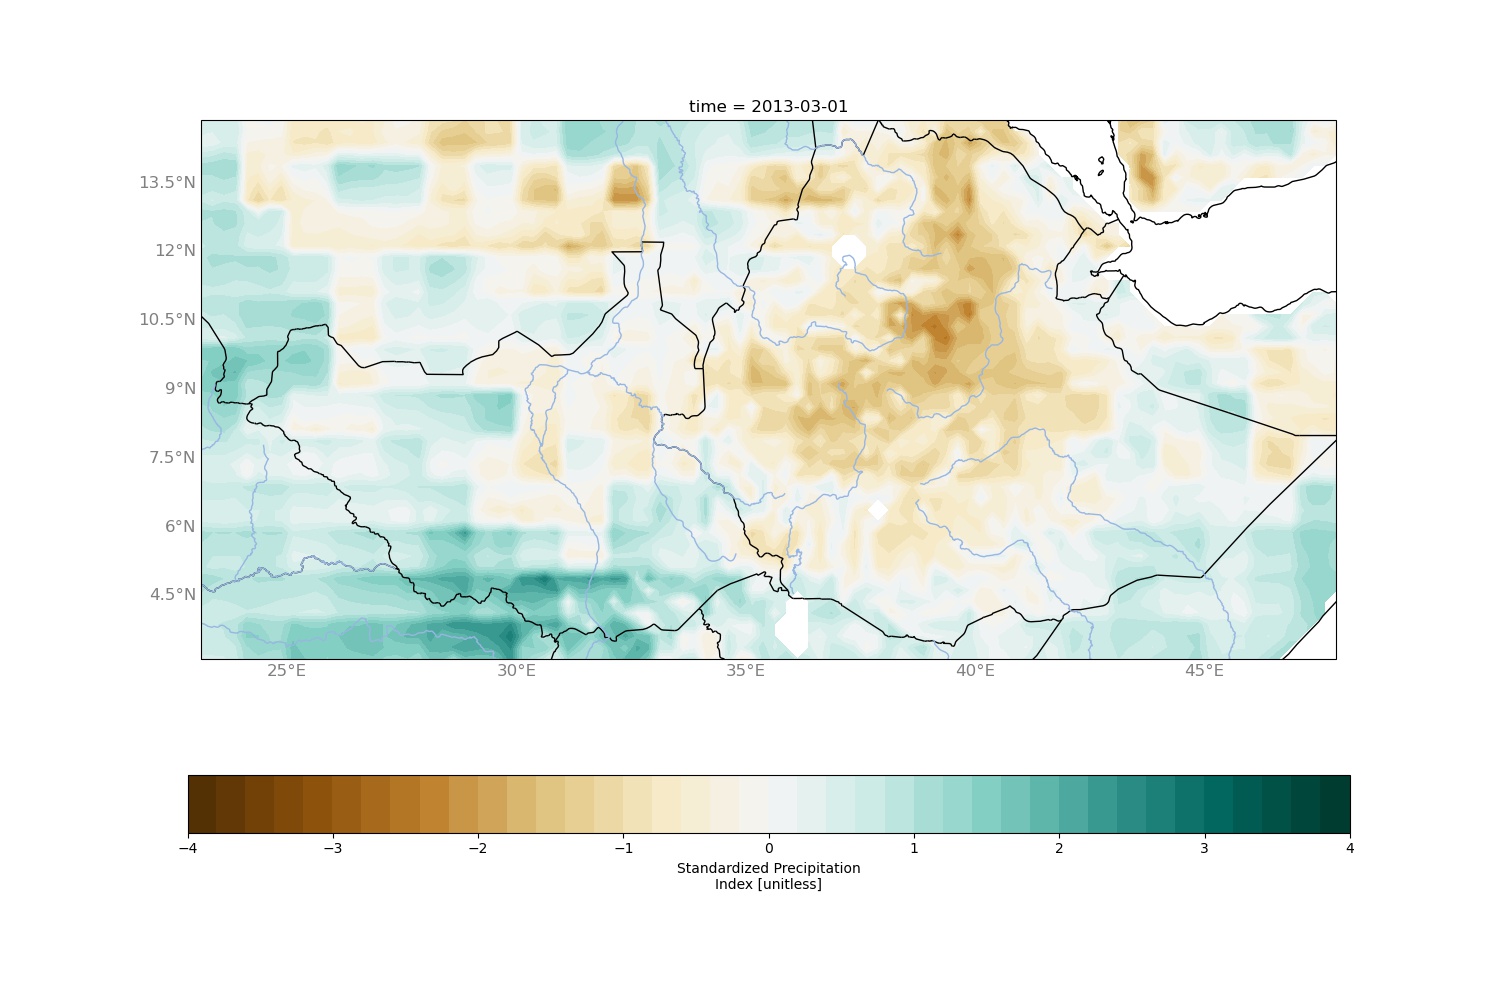 time = 2013-03-01
13.5°N
12°N
10.5°N
9°N
7.5°N
6°N
4.5°N
25°E 30°E 35°E 40°E 45°E
−4 −3 −2 −1 0 1 2 3 4
Standardized Precipitation
Index [unitless]